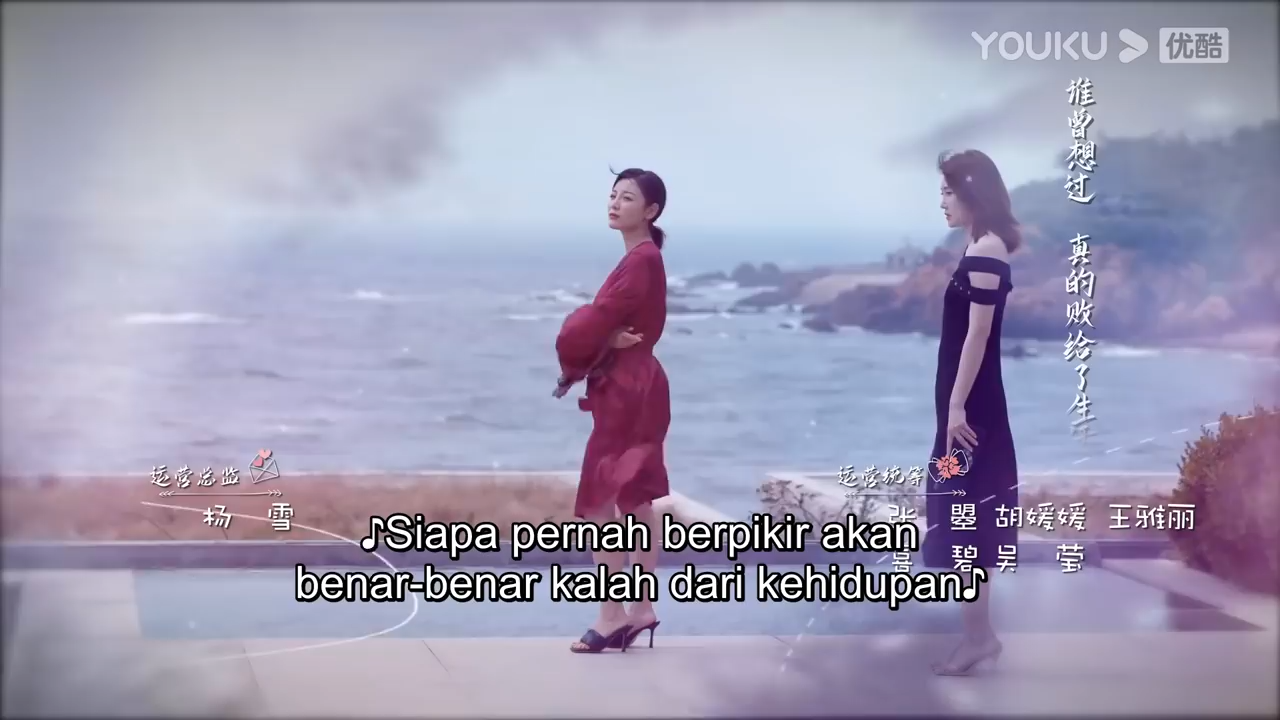 YOUKU 优酷
谁曾想过 真的败给了生
运营总监
杨 雪
运营统筹
张 曌 胡媛媛 王雅丽
碧 吴 莹
♪Siapa pernah berpikir akan
benar-benar kalah dari kehidupan♪